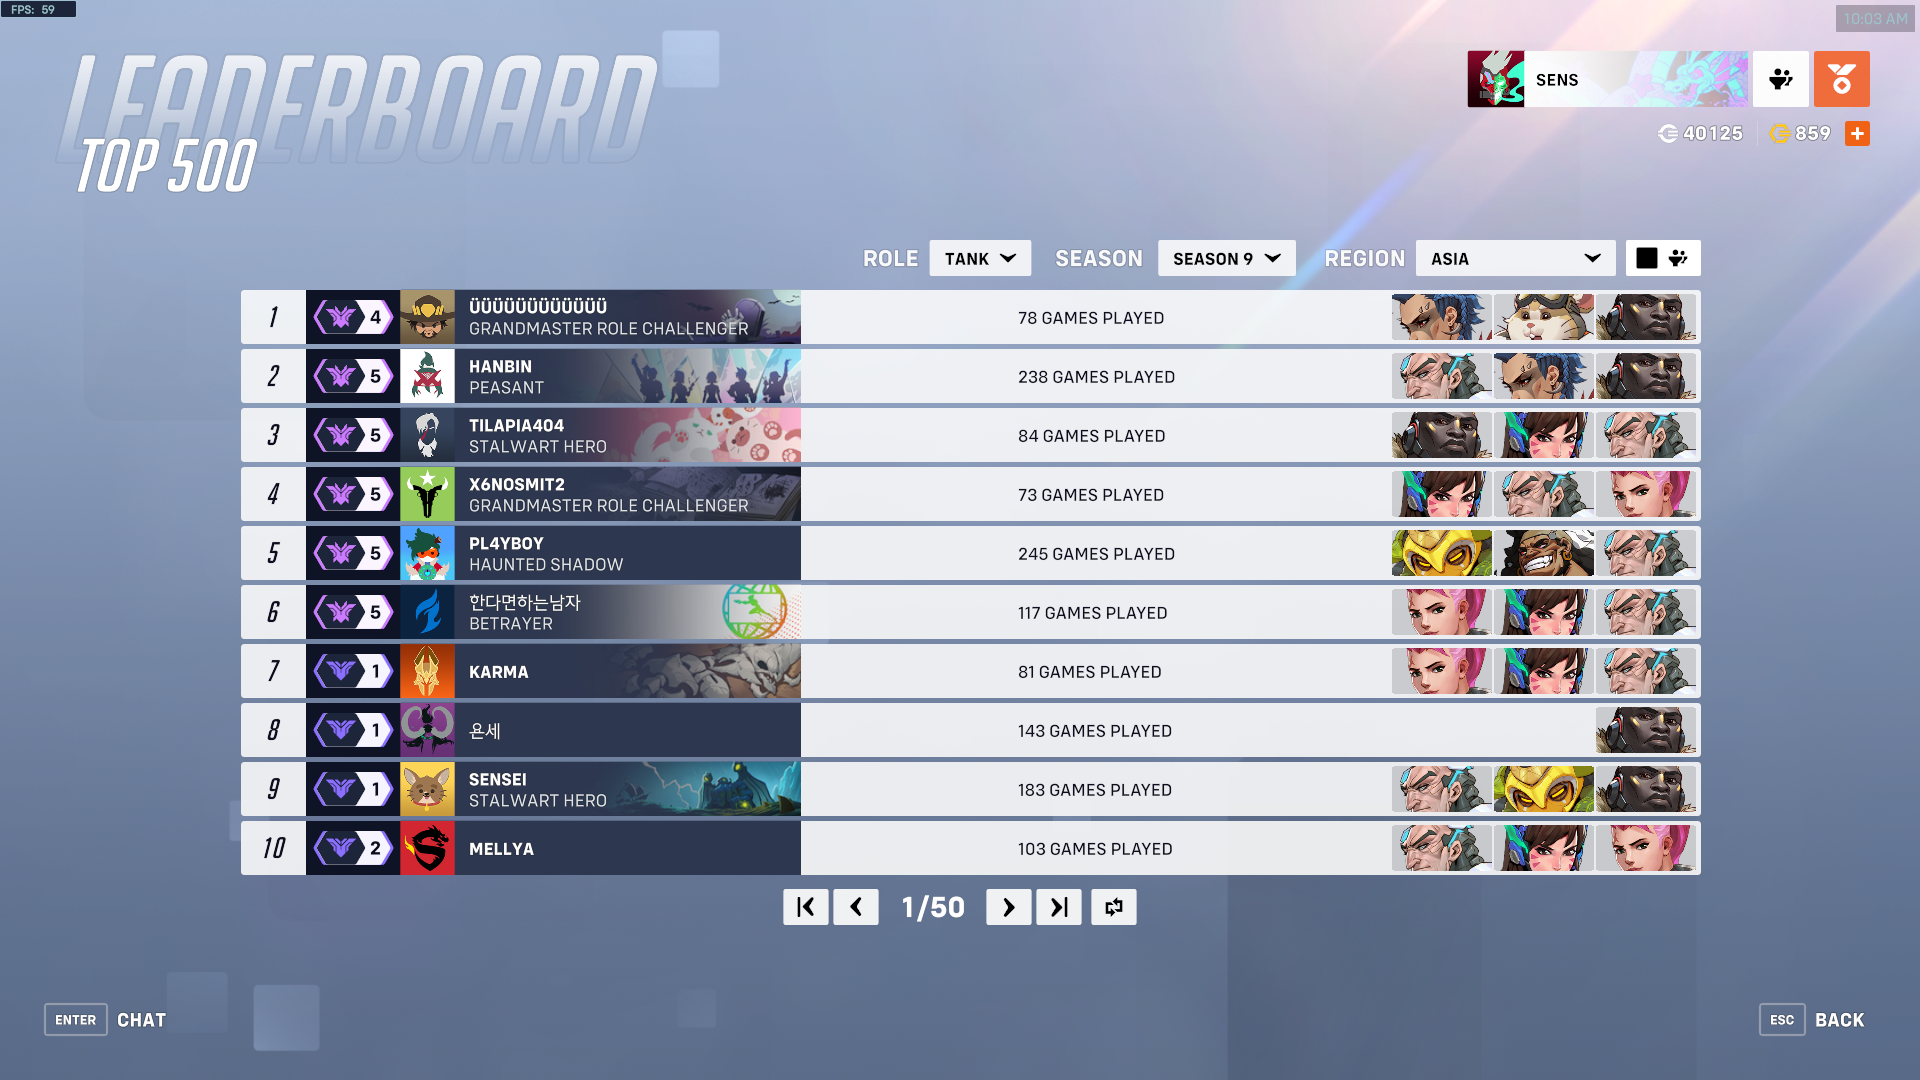 FPS: 59
10:03 AM
LEADERBOARD
TOP 500
SENS
40125
859
ROLE TANK SEASON SEASON 9 REGION ASIA
1 4 ÜÜÜÜÜÜÜÜÜÜÜÜ 78 GAMES PLAYED
GRANDMASTER ROLE CHALLENGER
2 5 HANBIN 238 GAMES PLAYED
PEASANT
3 5 TILAPIA404 84 GAMES PLAYED
STALWART HERO
4 5 X6NOSMIT2 73 GAMES PLAYED
GRANDMASTER ROLE CHALLENGER
5 5 PL4YBOY 245 GAMES PLAYED
HAUNTED SHADOW
6 5 한다면하는남자 117 GAMES PLAYED
BETRAYER
7 1 KARMA 81 GAMES PLAYED
8 1 욘세 143 GAMES PLAYED
9 1 SENSEI 183 GAMES PLAYED
STALWART HERO
10 2 MELLYA 103 GAMES PLAYED
1/50
ENTER CHAT
ESC BACK